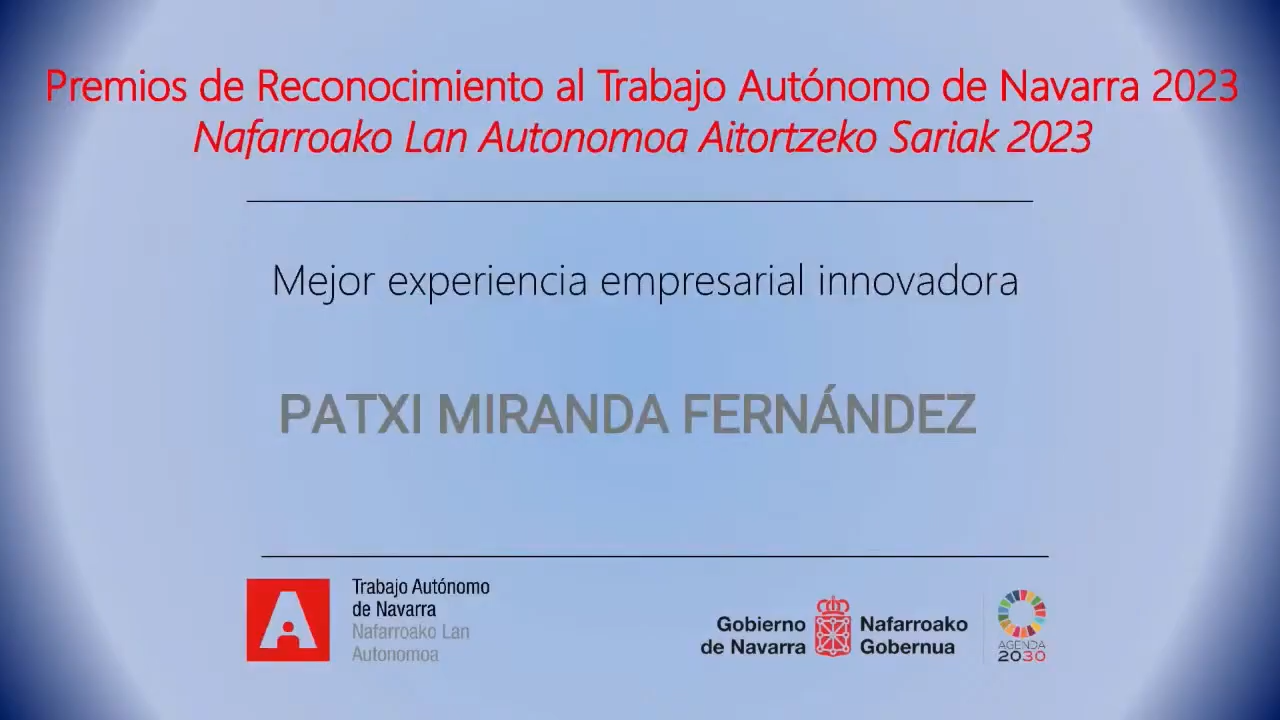 Premios de Reconocimiento al Trabajo Autónomo de Navarra 2023
Nafarroako Lan Autonomoa Aitortzeko Sariak 2023
Mejor experiencia empresarial innovadora
PATXI MIRANDA FERNÁNDEZ
Trabajo Autónomo
de Navarra
Nafarroako Lan
Autonomoa
Gobierno
de Navarra
Nafarroako
Gobernua
AGENDA
2030